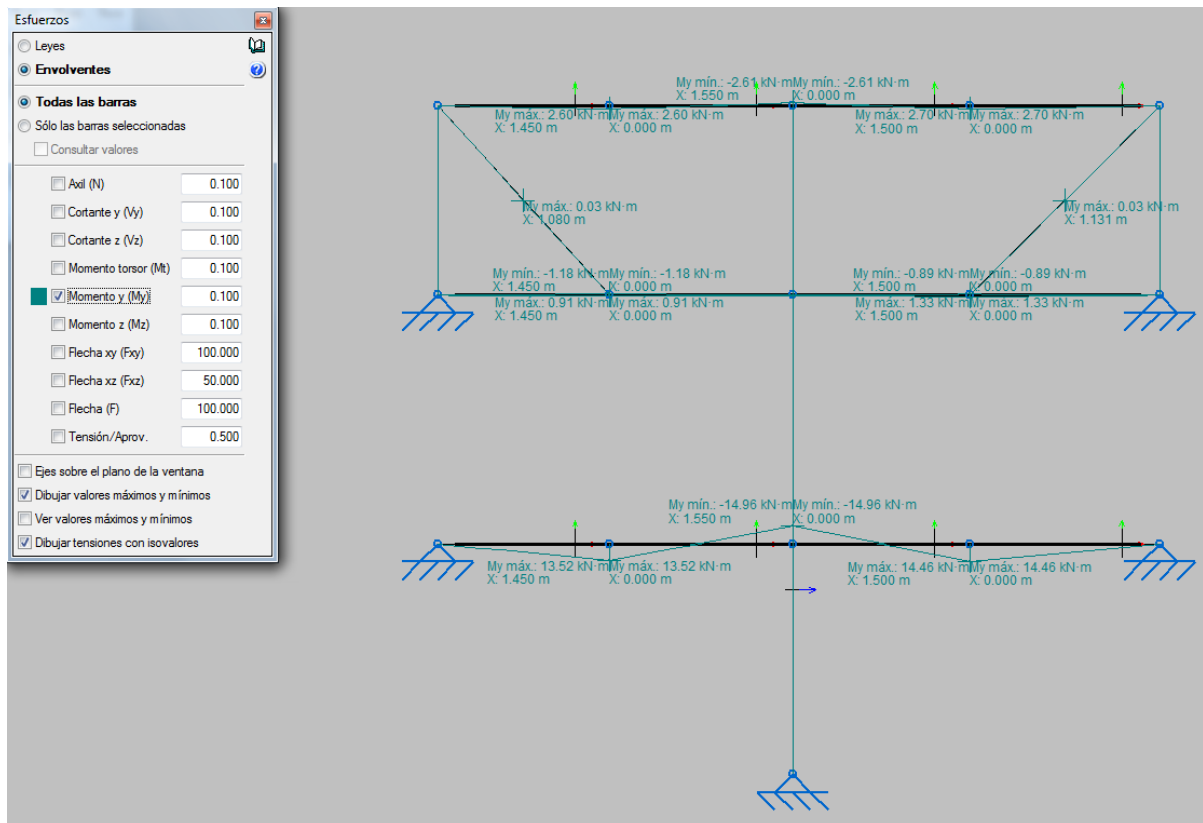 Esfuerzos
Leyes
Envolventes
Todas las barras
Sólo las barras seleccionadas
Consultar valores
Axil (N) 0.100
Cortante y (Vy) 0.100
Cortante z (Vz) 0.100
Momento torsor (Mt) 0.100
Momento y (My) 0.100
Momento z (Mz) 0.100
Flecha xy (Fxy) 100.000
Flecha xz (Fxz) 50.000
Flecha (F) 100.000
Tensión/Aprov. 0.500
Ejes sobre el plano de la ventana
Dibujar valores máximos y mínimos
Ver valores máximos y mínimos
Dibujar tensiones con isovalores
My mín.: -2.61 kN·m My mín.: -2.61 kN·m
X: 1.550 m X: 0.000 m
My máx.: 2.60 kN·m My máx.: 2.60 kN·m My máx.: 2.70 kN·m My máx.: 2.70 kN·m
X: 1.450 m X: 0.000 m X: 1.500 m X: 0.000 m
My máx.: 0.03 kN·m My máx.: 0.03 kN·m
X: 1.080 m X: 1.131 m
My mín.: -1.18 kN·m My mín.: -1.18 kN·m My mín.: -0.89 kN·m My mín.: -0.89 kN·m
X: 1.450 m X: 0.000 m X: 1.500 m X: 0.000 m
My máx.: 0.91 kN·m My máx.: 0.91 kN·m My máx.: 1.33 kN·m My máx.: 1.33 kN·m
X: 1.450 m X: 0.000 m X: 1.500 m X: 0.000 m
My mín.: -14.96 kN·m My mín.: -14.96 kN·m
X: 1.550 m X: 0.000 m
My máx.: 13.52 kN·m My máx.: 13.52 kN·m My máx.: 14.46 kN·m My máx.: 14.46 kN·m
X: 1.450 m X: 0.000 m X: 1.500 m X: 0.000 m